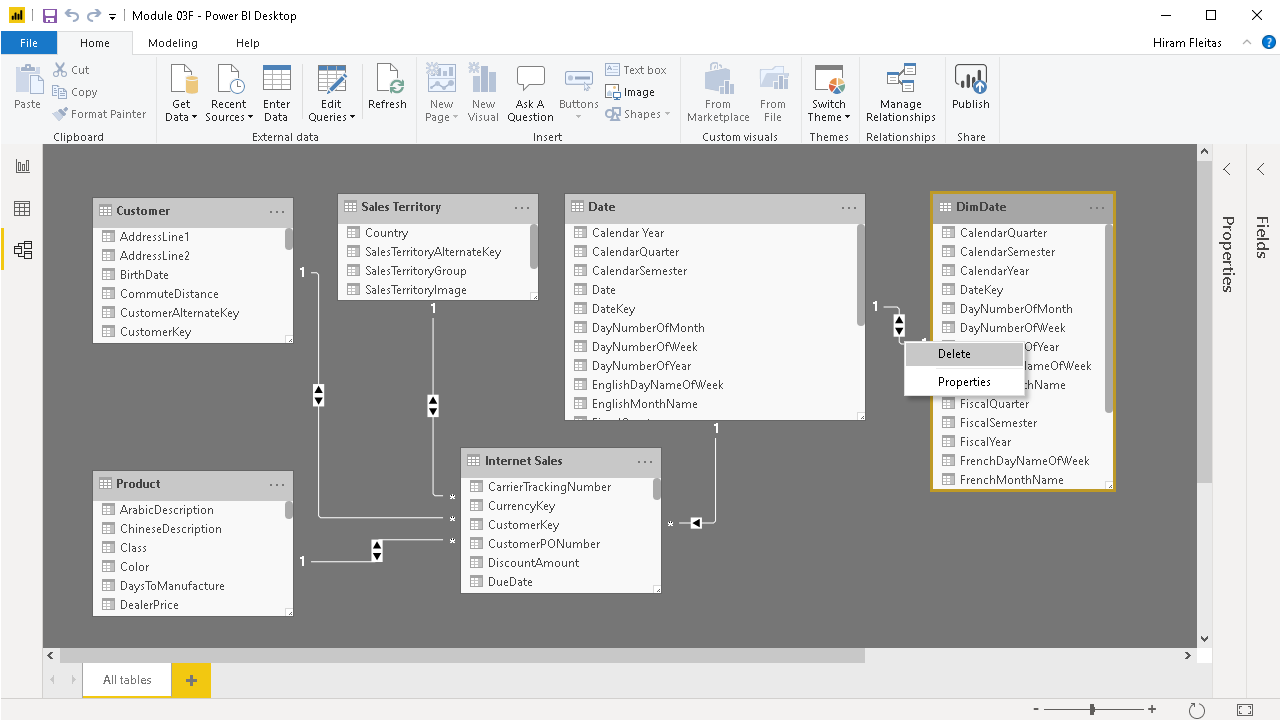 Module 03F - Power BI Desktop
File Home Modeling Help Hiram Fleitas
Paste
Cut
Copy
Format Painter
Clipboard
Get Data
Recent Sources
Enter Data
Edit Queries
Refresh
External data
New Page
New Visual
Ask A Question
Buttons
Text box
Image
Shapes
Insert
From Marketplace
From File
Custom visuals
Switch Theme
Themes
Manage Relationships
Relationships
Publish
Share
Customer
AddressLine1
AddressLine2
BirthDate
CommuteDistance
CustomerAlternateKey
CustomerKey
Sales Territory
Country
SalesTerritoryAlternateKey
SalesTerritoryGroup
SalesTerritoryImage
Date
Calendar Year
CalendarQuarter
CalendarSemester
Date
DateKey
DayNumberOfMonth
DayNumberOfWeek
DayNumberOfYear
EnglishDayNameOfWeek
EnglishMonthName
DimDate
CalendarQuarter
CalendarSemester
CalendarYear
DateKey
DayNumberOfMonth
DayNumberOfWeek
OfYear
NameOfWeek
Name
FiscalQuarter
FiscalSemester
FiscalYear
FrenchDayNameOfWeek
FrenchMonthName
Delete
Properties
1
1
1
1
1
*
*
*
*
Product
ArabicDescription
ChineseDescription
Class
Color
DaysToManufacture
DealerPrice
Internet Sales
CarrierTrackingNumber
CurrencyKey
CustomerKey
CustomerPONumber
DiscountAmount
DueDate
Properties
Fields
All tables